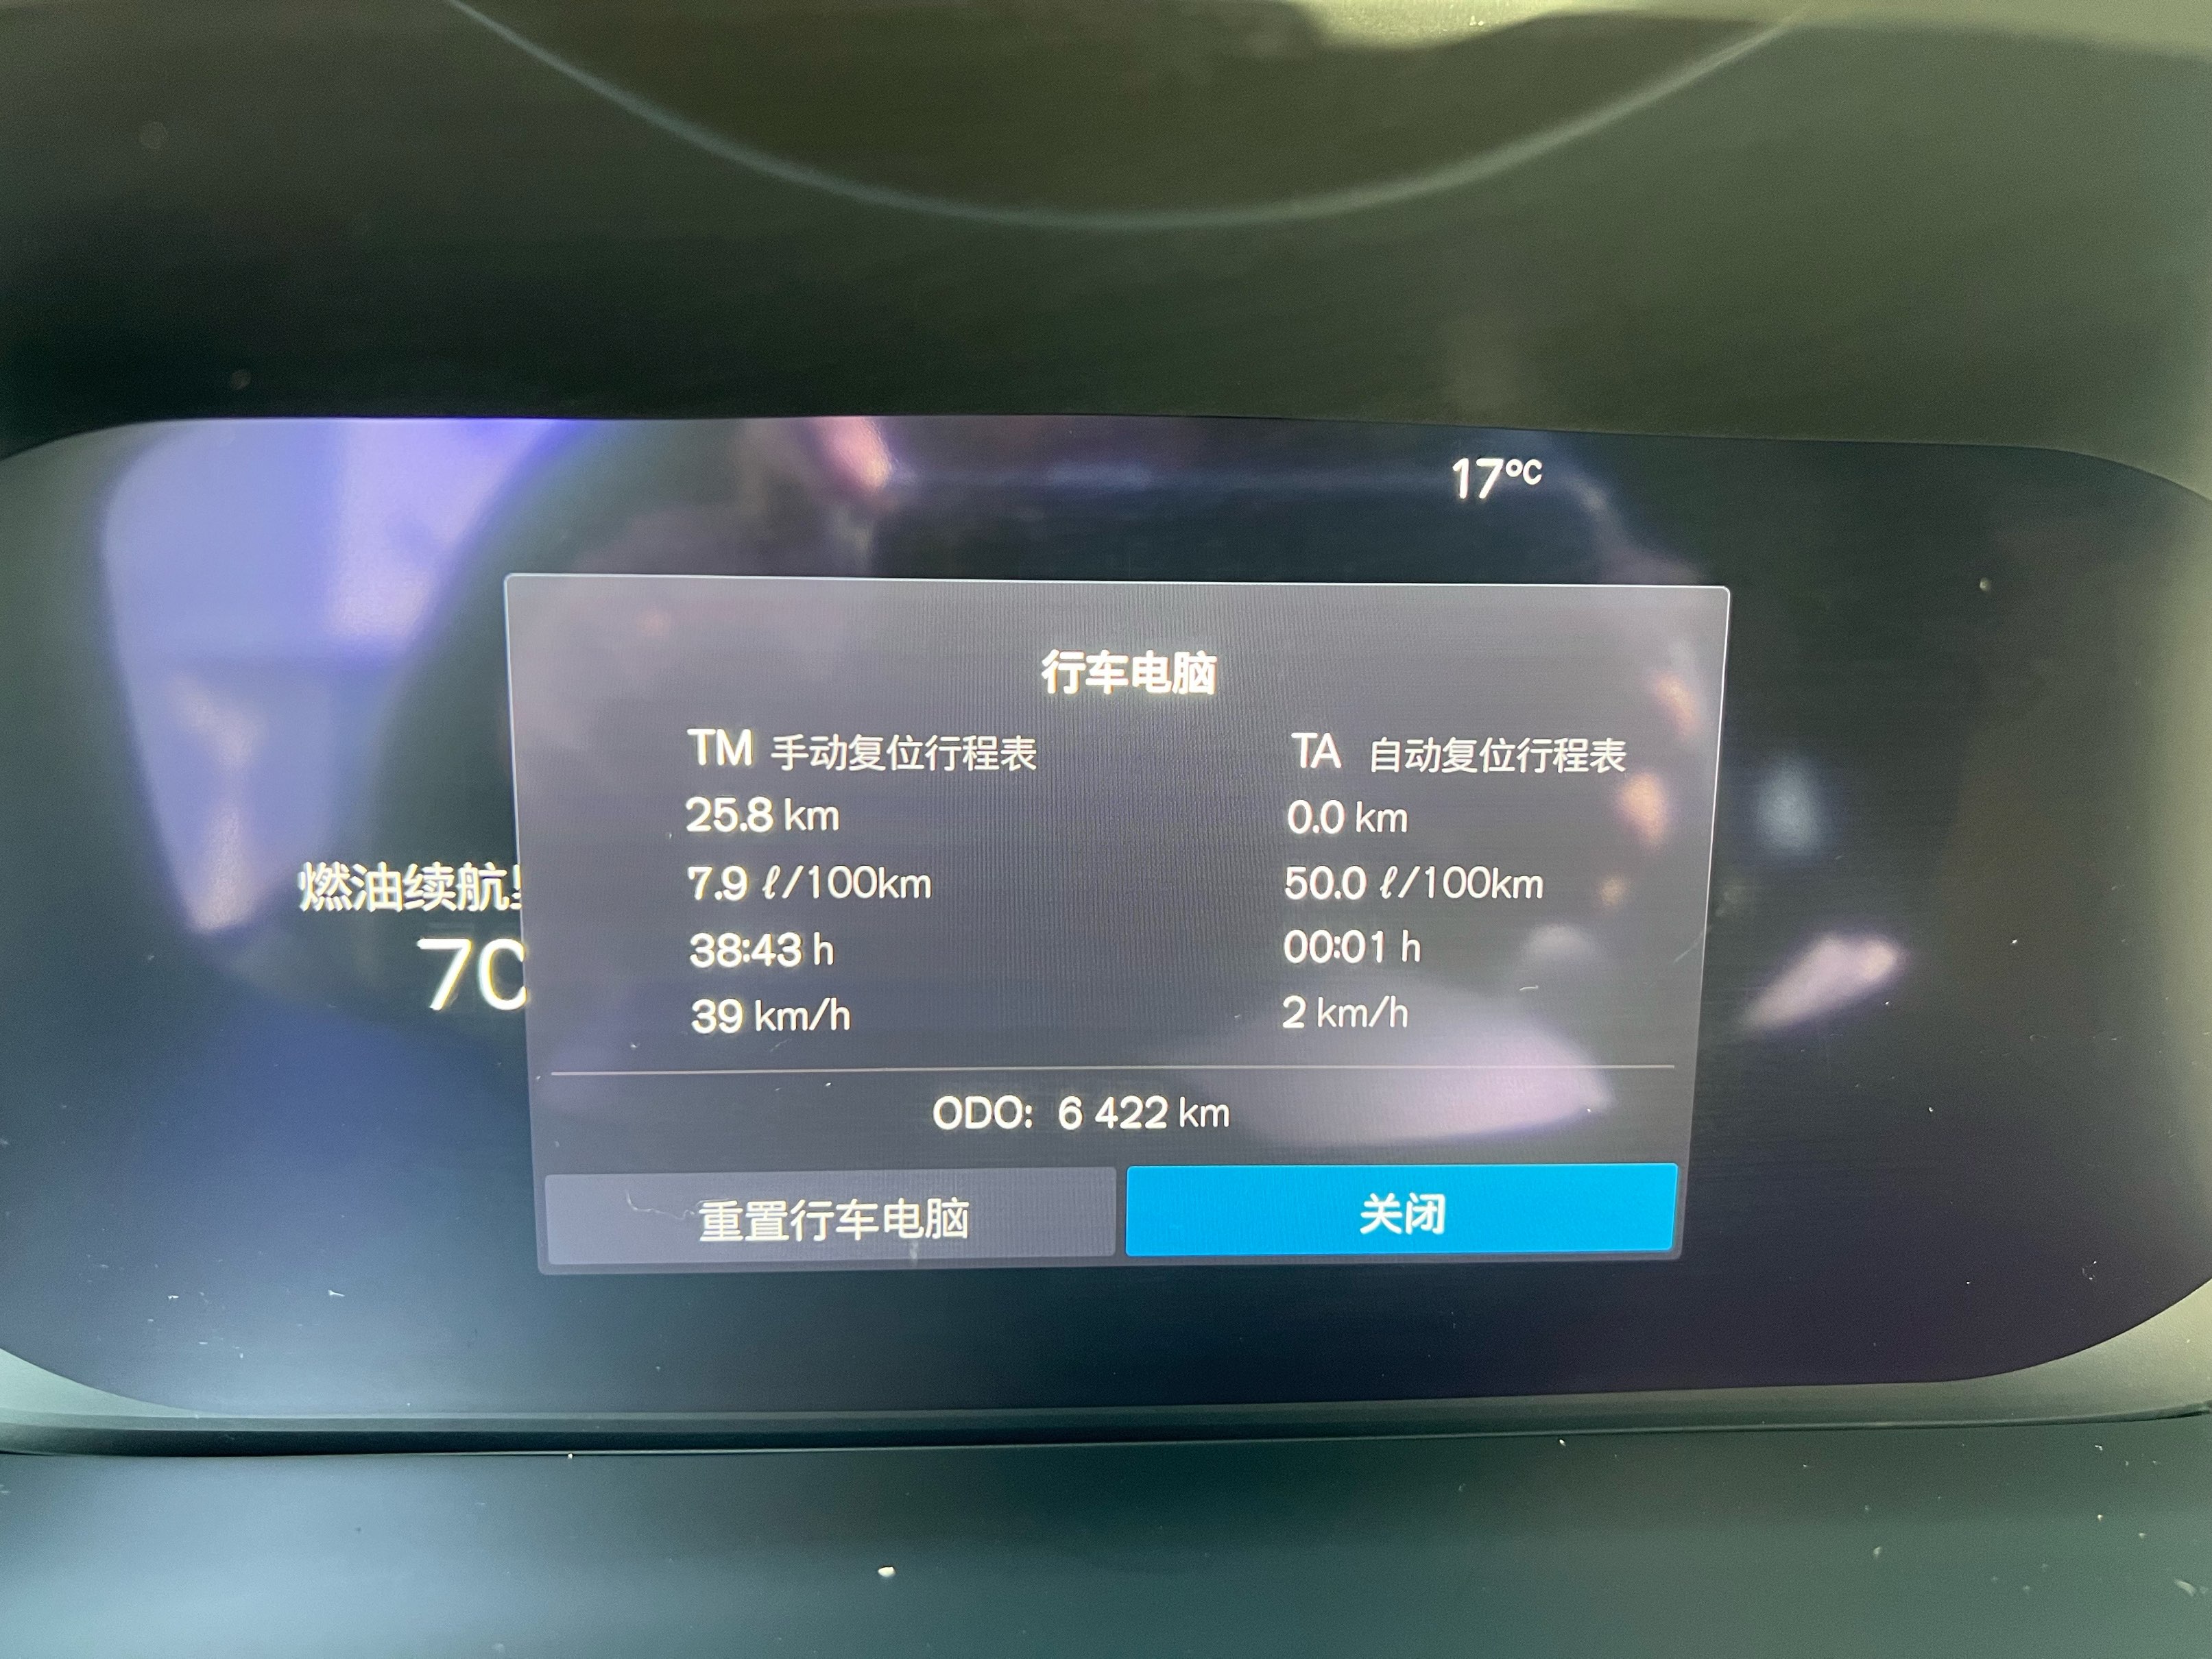 17°C
行车电脑
TM 手动复位行程表
25.8 km
7.9 ℓ/100km
38:43 h
39 km/h
TA 自动复位行程表
0.0 km
50.0 ℓ/100km
00:01 h
2 km/h
燃油续航
70
ODO: 6 422 km
重置行车电脑
关闭